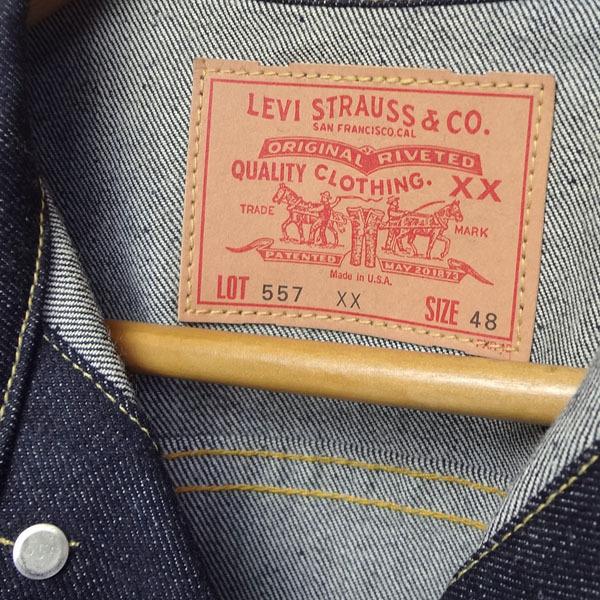 LEVI STRAUSS & CO.
SAN FRANCISCO.CAL
ORIGINAL RIVETED
QUALITY CLOTHING. XX
TRADE MARK
PATENTED MAY 20 1873
Made in U.S.A.
LOT 557 XX SIZE 48